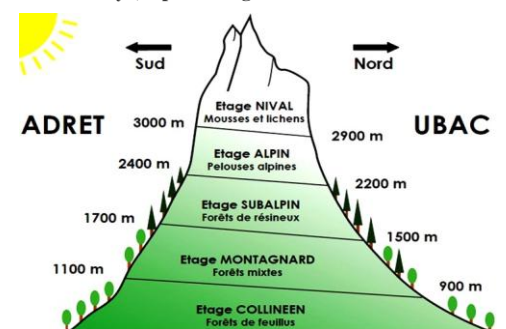 Sud
Nord
Etage NIVAL
Mousses et lichens
ADRET
3000 m
2900 m
UBAC
Etage ALPIN
Pelouses alpines
2400 m
2200 m
Etage SUBALPIN
Forêts de résineux
1700 m
1500 m
Etage MONTAGNARD
Forêts mixtes
1100 m
900 m
Etage COLLINEEN
Forêts de feuillus